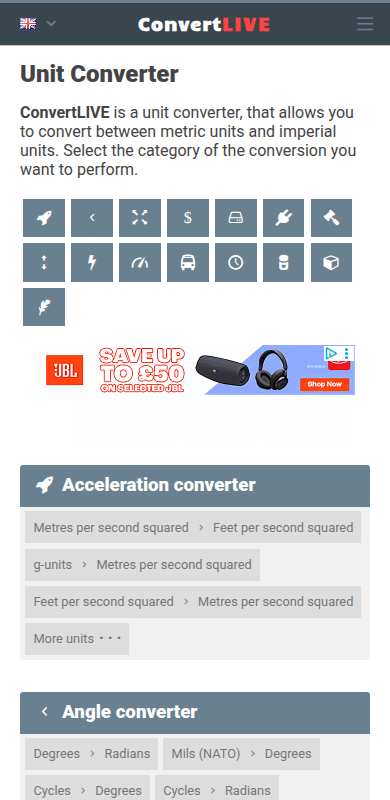 ConvertLIVE
Unit Converter
ConvertLIVE is a unit converter, that allows you
to convert between metric units and imperial
units. Select the category of the conversion you
want to perform.
$
JBL
SAVE UP
TO £50
ON SELECTED JBL
Shop Now
Acceleration converter
Metres per second squared > Feet per second squared
g-units > Metres per second squared
Feet per second squared > Metres per second squared
More units • • •
Angle converter
Degrees > Radians
Mils (NATO) > Degrees
Cycles > Degrees
Cycles > Radians